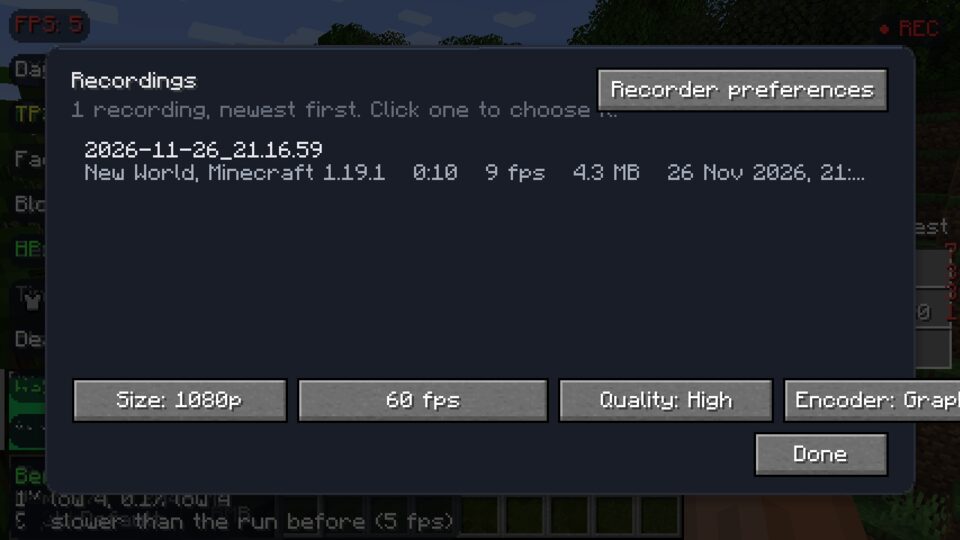 FPS: 5
REC
Recordings
Recorder preferences
1 recording, newest first. Click one to choose
2026-11-26_21.16.59
New World, Minecraft 1.19.1 0:10 9 fps 4.3 MB 26 Nov 2026, 21:...
Size: 1080p
60 fps
Quality: High
Encoder: Grap
Done
slower than the run before (5 fps)